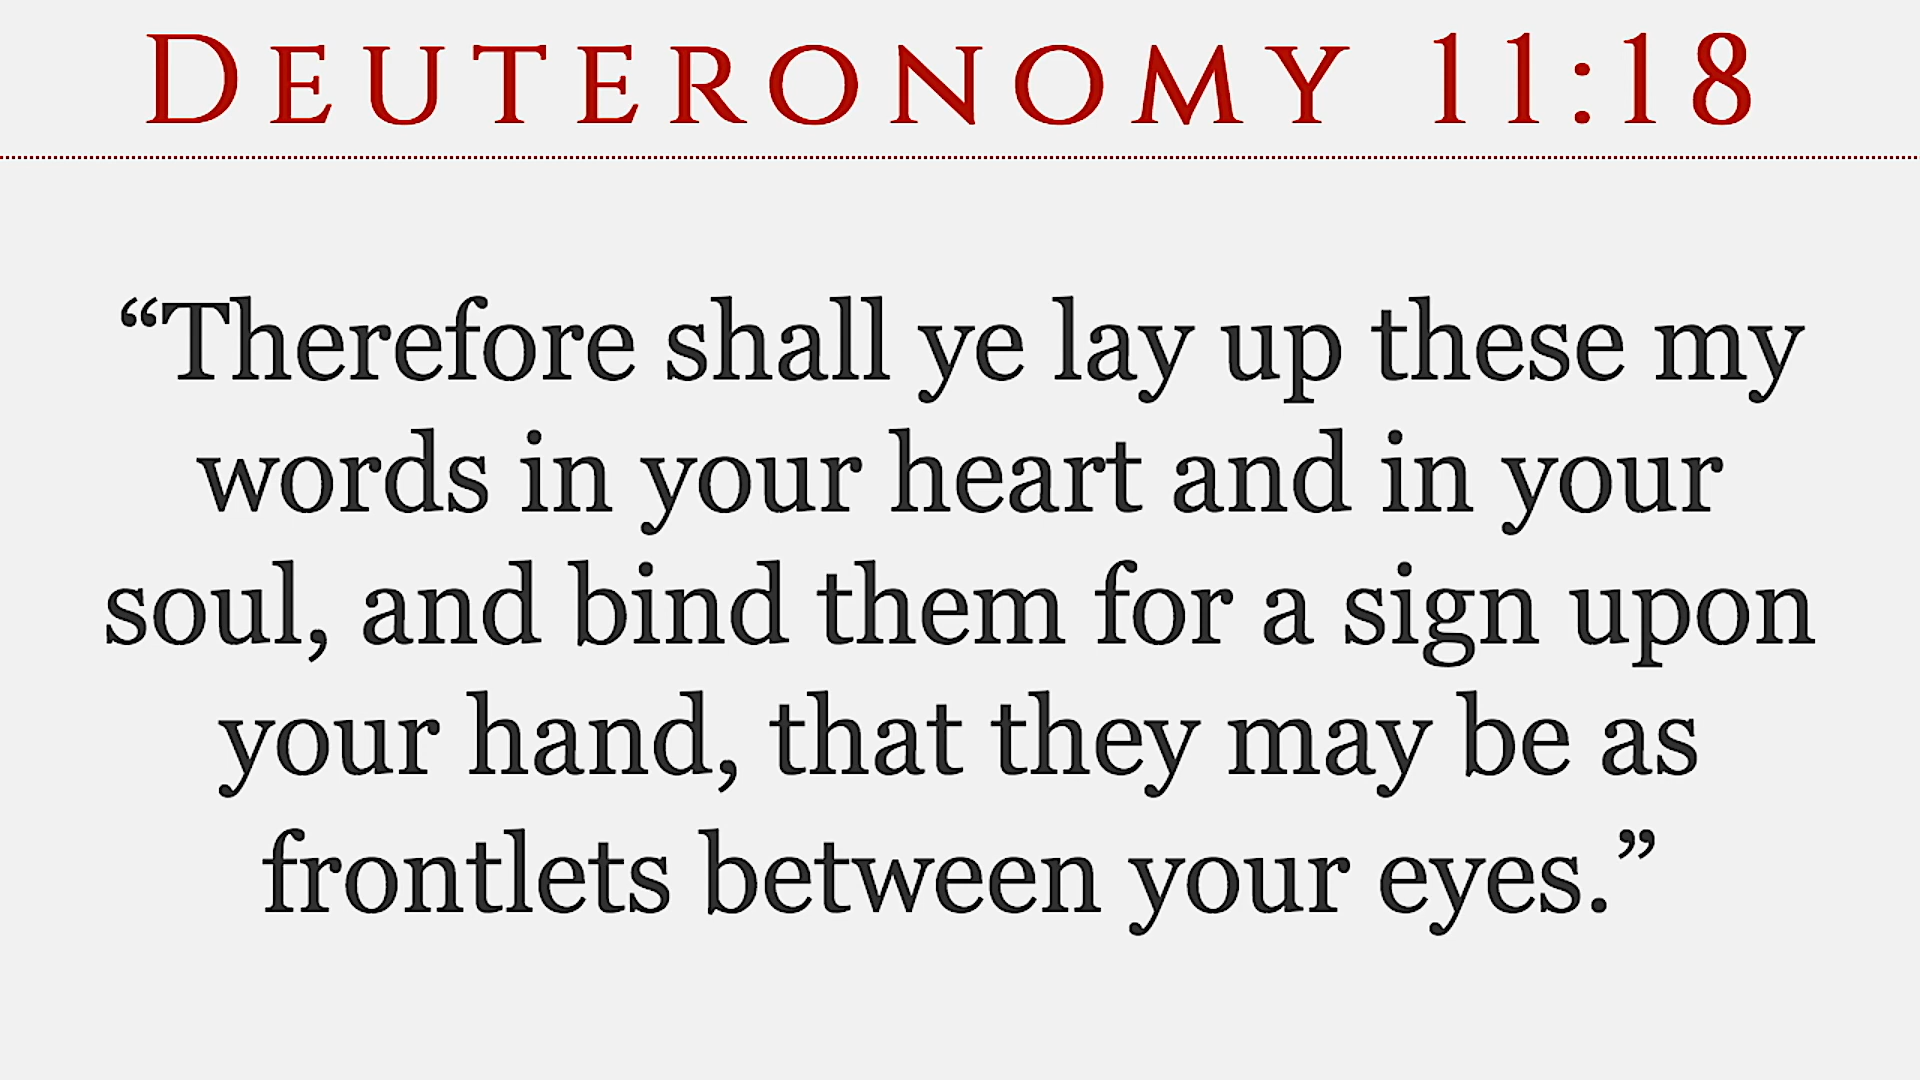 DEUTERONOMY 11:18
“Therefore shall ye lay up these my
words in your heart and in your
soul, and bind them for a sign upon
your hand, that they may be as
frontlets between your eyes.”